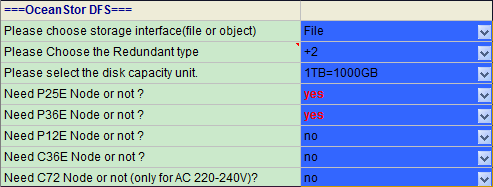 ===OceanStor DFS===
Please choose storage interface(file or object) File
Please Choose the Redundant type +2
Please select the disk capacity unit. 1TB=1000GB
Need P25E Node or not ? yes
Need P36E Node or not ? yes
Need P12E Node or not ? no
Need C36E Node or not ? no
Need C72 Node or not (only for AC 220-240V)? no